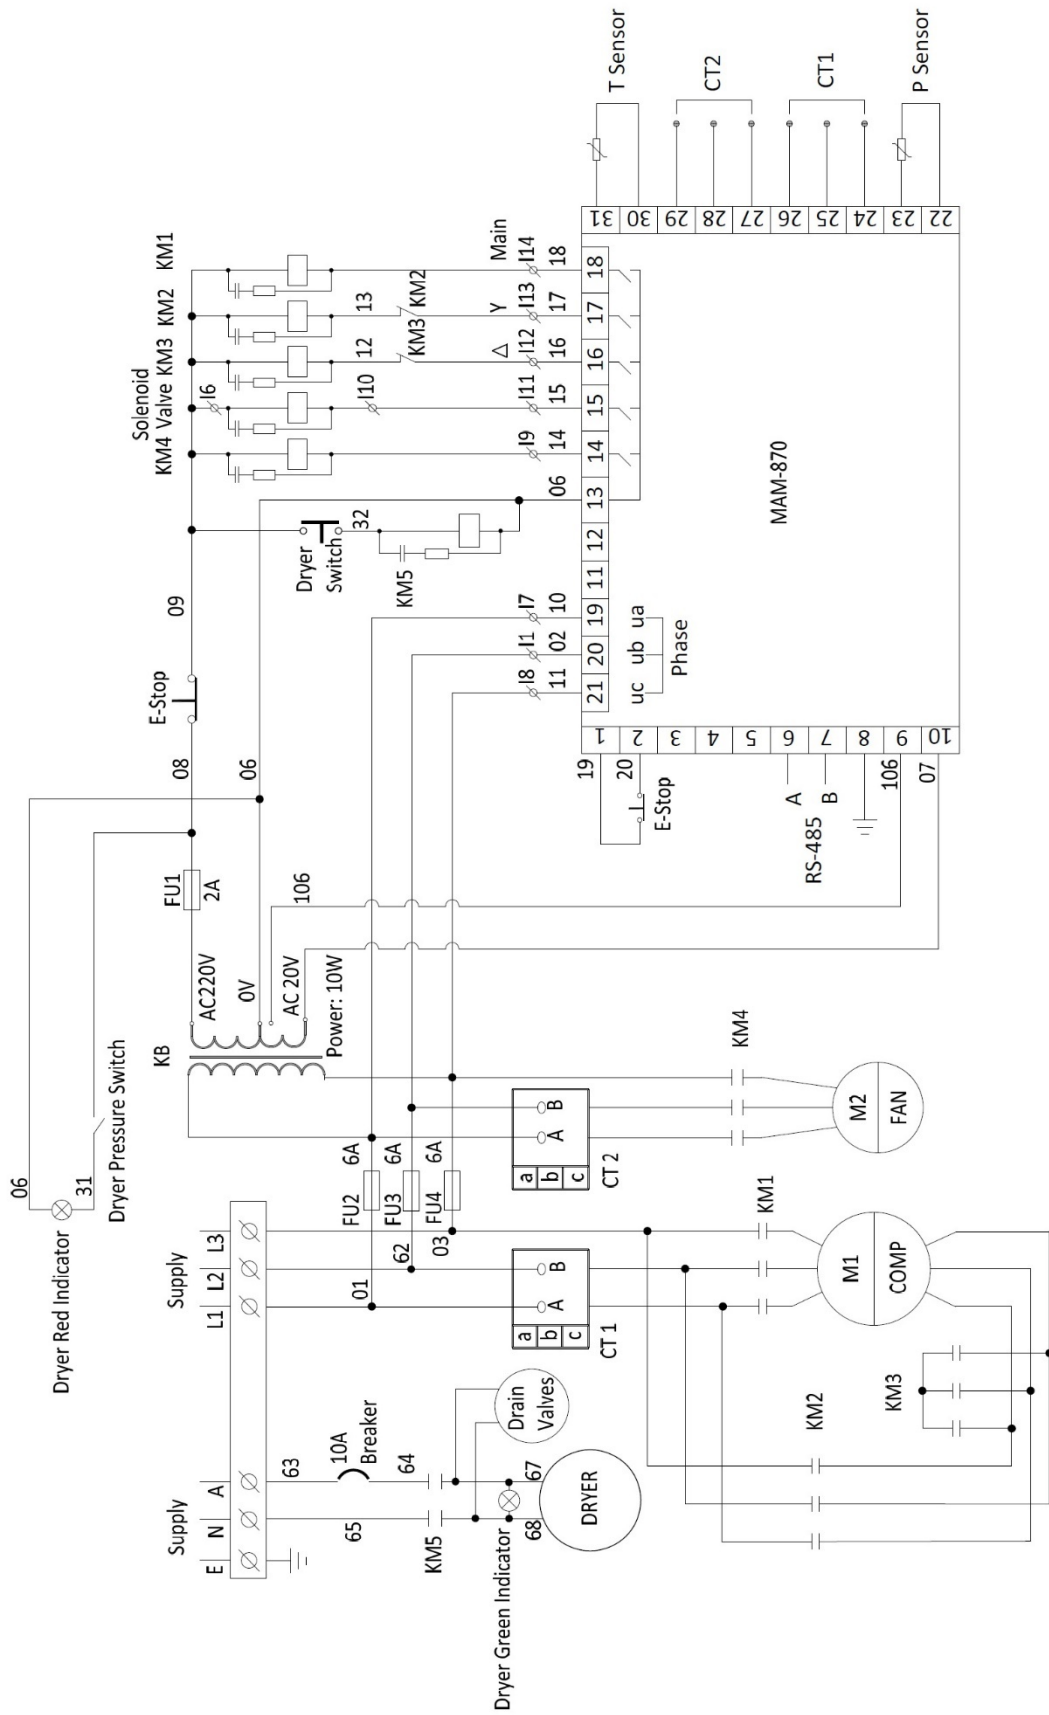 Dryer Red Indicator
06
31
Dryer Pressure Switch
Supply
E
N
A
Supply
L1
L2
L3
63
10A
Breaker
64
65
KM5
67
68
Dryer Green Indicator
DRYER
Drain
Valves
01
62
03
FU2
6A
FU3
6A
FU4
6A
a
b
c
A
B
CT 1
a
b
c
A
B
CT 2
KM1
M1
COMP
KM2
KM3
KM4
M2
FAN
KB
AC220V
0V
AC 20V
Power: 10W
FU1
2A
106
08
06
E-Stop
09
Dryer
Switch
32
KM5
Solenoid
KM4 Valve KM3 KM2 KM1
I6
I10
12
13
KM3
KM2
Δ
Y
Main
I8
I1
I7
I9
I11
I12
I13
I14
11
02
10
06
14
15
16
17
18
21
20
19
11
12
13
14
15
16
17
18
uc ub ua
Phase
MAM-870
19
20
E-Stop
A
B
RS-485
106
07
1
2
3
4
5
6
7
8
9
10
31
30
29
28
27
26
25
24
23
22
T Sensor
CT2
CT1
P Sensor